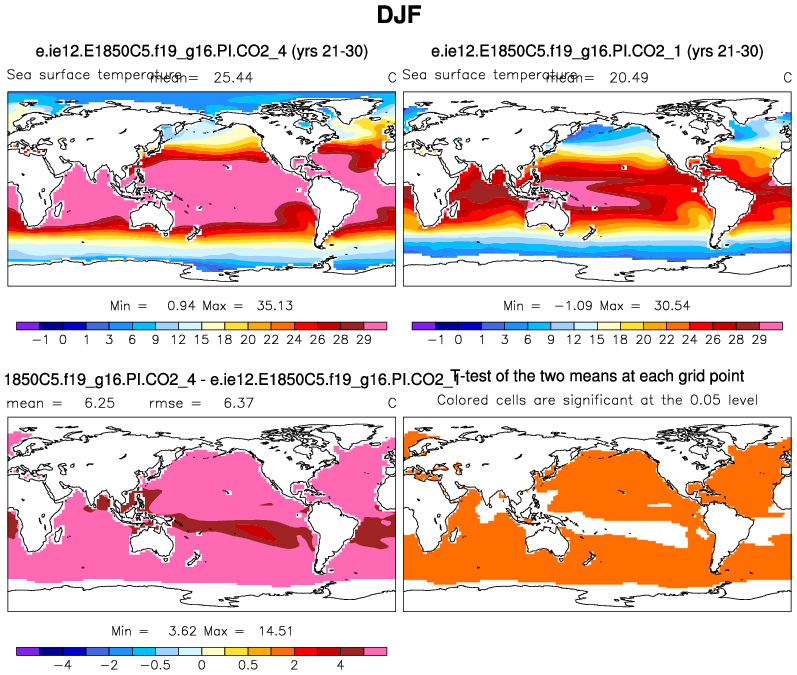 DJF
e.ie12.E1850C5.f19_g16.PI.CO2_4 (yrs 21-30)
e.ie12.E1850C5.f19_g16.PI.CO2_1 (yrs 21-30)
Sea surface temperature mean= 25.44 C
Sea surface temperature mean= 20.49 C
Min = 0.94 Max = 35.13
Min = -1.09 Max = 30.54
-1 0 1 3 6 9 12 15 18 20 22 24 26 28 29
-1 0 1 3 6 9 12 15 18 20 22 24 26 28 29
1850C5.f19_g16.PI.CO2_4 - e.ie12.E1850C5.f19_g16.PI.CO2_1
T-test of the two means at each grid point
mean = 6.25 rmse = 6.37 C
Colored cells are significant at the 0.05 level
Min = 3.62 Max = 14.51
-4 -2 -0.5 0 0.5 2 4